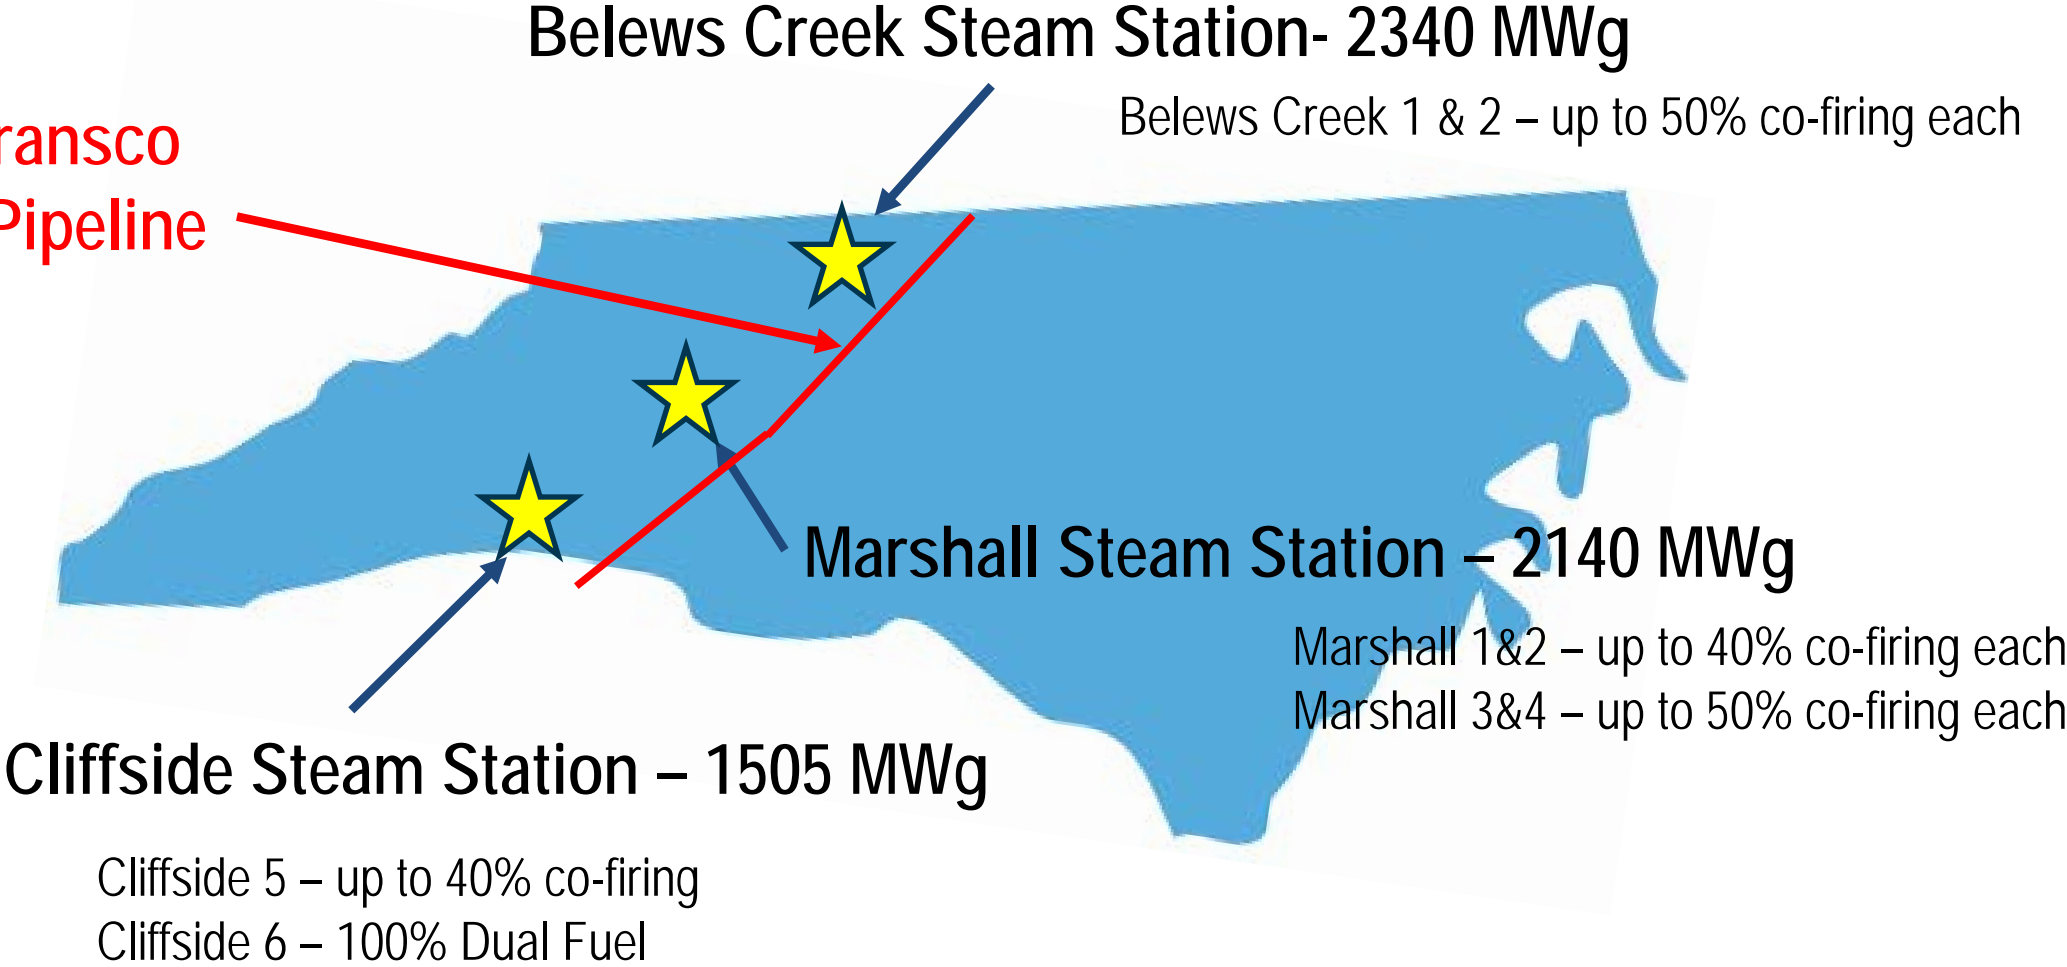 Belews Creek Steam Station- 2340 MWg
Belews Creek 1 & 2 – up to 50% co-firing each
ransco
Pipeline
Marshall Steam Station – 2140 MWg
Marshall 1&2 – up to 40% co-firing each
Marshall 3&4 – up to 50% co-firing each
Cliffside Steam Station – 1505 MWg
Cliffside 5 – up to 40% co-firing
Cliffside 6 – 100% Dual Fuel